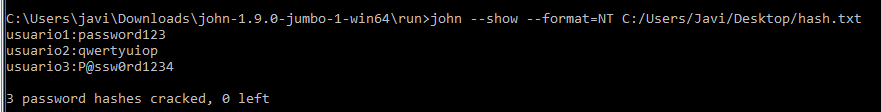 C:\Users\javi\Downloads\john-1.9.0-jumbo-1-win64\run>john --show --format=NT C:/Users/Javi/Desktop/hash.txt
usuario1:password123
usuario2:qwertyuiop
usuario3:P@ssw0rd1234
3 password hashes cracked, 0 left